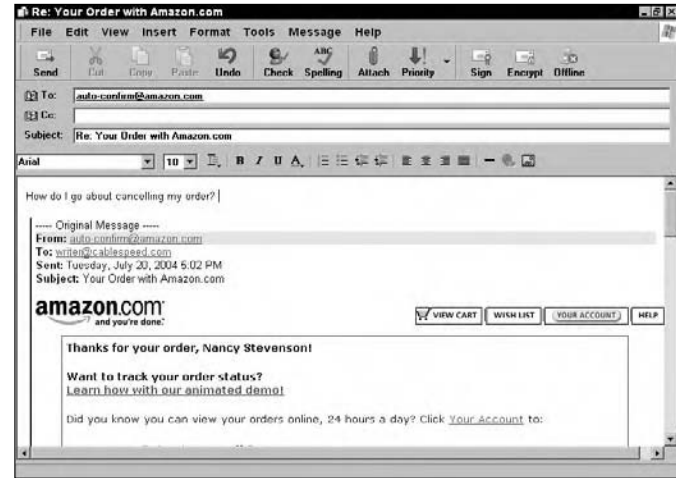 Re: Your Order with Amazon.com
File Edit View Insert Format Tools Message Help
Send Cut Copy Paste Undo Check Spelling Attach Priority Sign Encrypt Offline
To: auto-confirm@amazon.com
Cc:
Subject: Re: Your Order with Amazon.com
Arial 10 B I U A
How do I go about cancelling my order?
----- Original Message -----
From: auto-confirm@amazon.com
To: writer@cablespeed.com
Sent: Tuesday, July 20, 2004 5:02 PM
Subject: Your Order with Amazon.com
amazon.com VIEW CART WISH LIST YOUR ACCOUNT HELP
and you're done.
Thanks for your order, Nancy Stevenson!
Want to track your order status?
Learn how with our animated demo!
Did you know you can view your orders online, 24 hours a day? Click Your Account to: